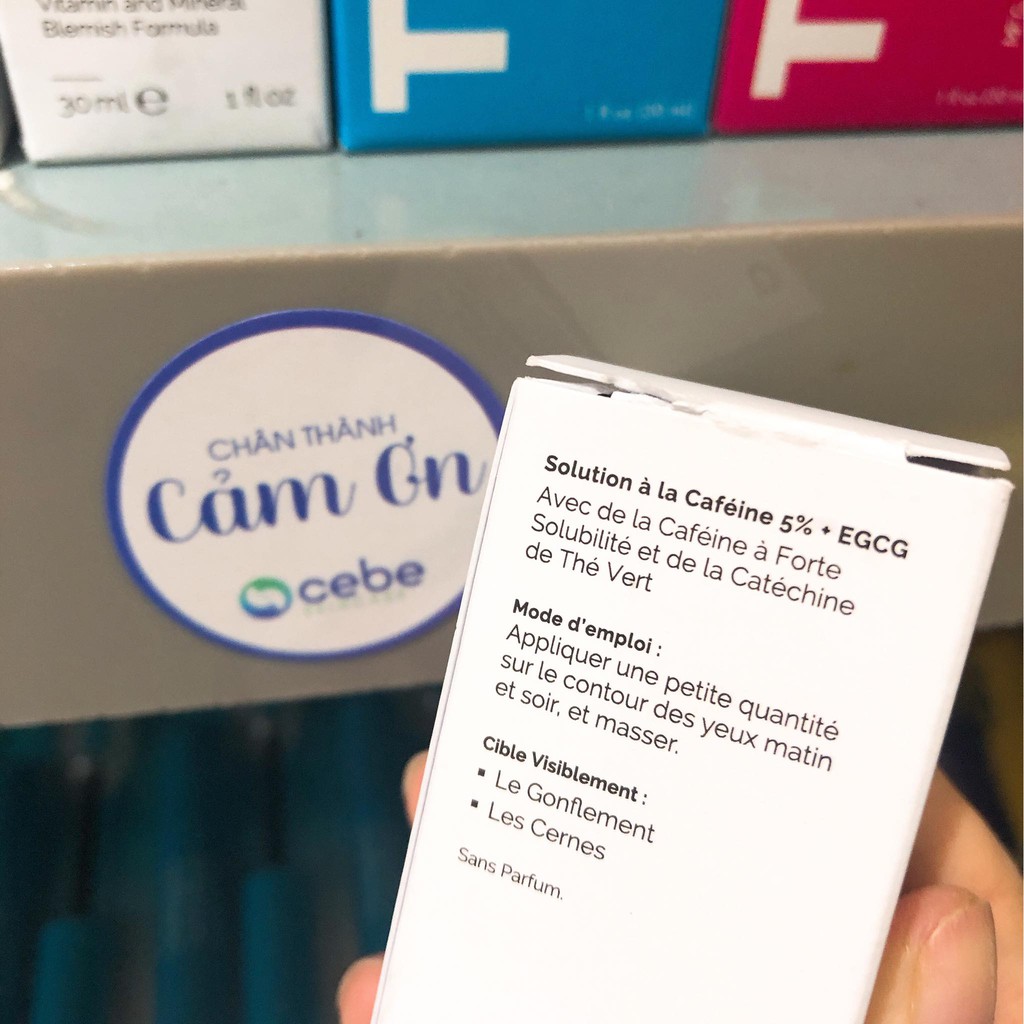 Vitamin and Mineral
Blemish Formula
30 ml e 1 fl oz
T
T
CHÂN THÀNH
Cảm Ơn
cebe
Solution à la Caféine 5% + EGCG
Avec de la Caféine à Forte
Solubilité et de la Catéchine
de Thé Vert
Mode d'emploi :
Appliquer une petite quantité
sur le contour des yeux matin
et soir, et masser.
Cible Visiblement :
▪ Le Gonflement
▪ Les Cernes
Sans Parfum.